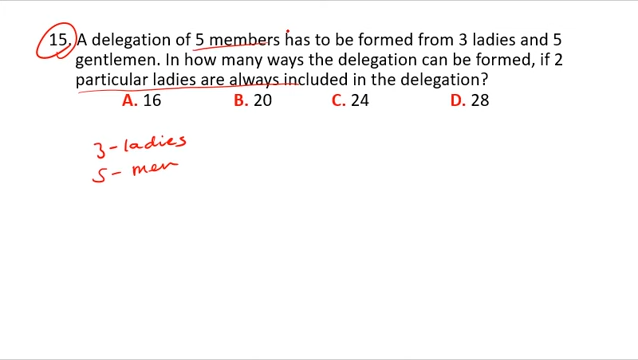 15. A delegation of 5 members has to be formed from 3 ladies and 5
gentlemen. In how many ways the delegation can be formed, if 2
particular ladies are always included in the delegation?
A. 16 B. 20 C. 24 D. 28
3 - ladies
5 - men